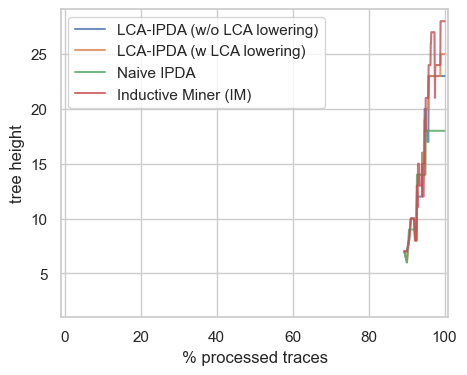 LCA-IPDA (w/o LCA lowering)
LCA-IPDA (w LCA lowering)
Naive IPDA
Inductive Miner (IM)
tree height
25
20
15
10
5
0 20 40 60 80 100
% processed traces